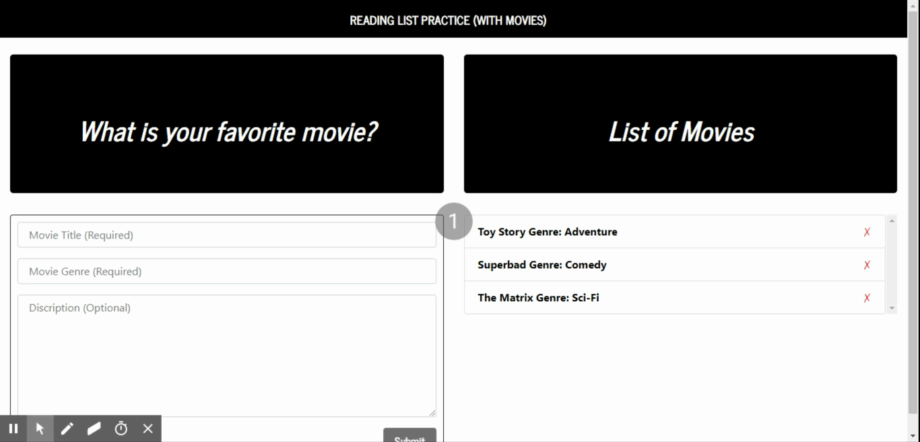 READING LIST PRACTICE (WITH MOVIES)
What is your favorite movie?
List of Movies
1
Movie Title (Required)
Movie Genre (Required)
Discription (Optional)
Submit
Toy Story Genre: Adventure ✗
Superbad Genre: Comedy ✗
The Matrix Genre: Sci-Fi ✗